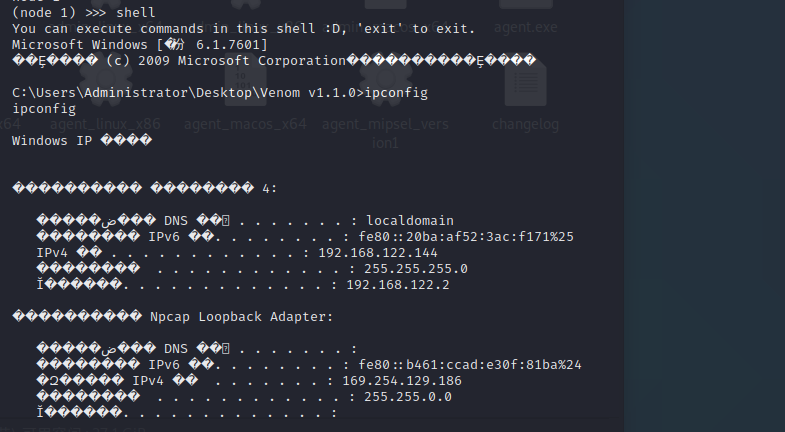 (node 1) >>> shell
You can execute commands in this shell :D, 'exit' to exit.
Microsoft Windows [�汾 6.1.7601]
��Ȩ���� (c) 2009 Microsoft Corporation����������Ȩ����
C:\Users\Administrator\Desktop\Venom v1.1.0>ipconfig
ipconfig
Windows IP ����
���������� �������� 4:
�����ض��� DNS ��׺ . . . . . . . : localdomain
�������� IPv6 ��. . . . . . . . : fe80::20ba:af52:3ac:f171%25
IPv4 �� . . . . . . . . . . . . : 192.168.122.144
��������  . . . . . . . . . . . . : 255.255.255.0
Ĭ������. . . . . . . . . . . . . : 192.168.122.2
���������� Npcap Loopback Adapter:
�����ض��� DNS ��׺ . . . . . . . :
�������� IPv6 ��. . . . . . . . : fe80::b461:ccad:e30f:81ba%24
�Զ����� IPv4 ��  . . . . . . . : 169.254.129.186
��������  . . . . . . . . . . . . : 255.255.0.0
Ĭ������. . . . . . . . . . . . . :
agent.exe
agent_linux_x86
agent_macos_x64
agent_mipsel_vers
ion1
changelog